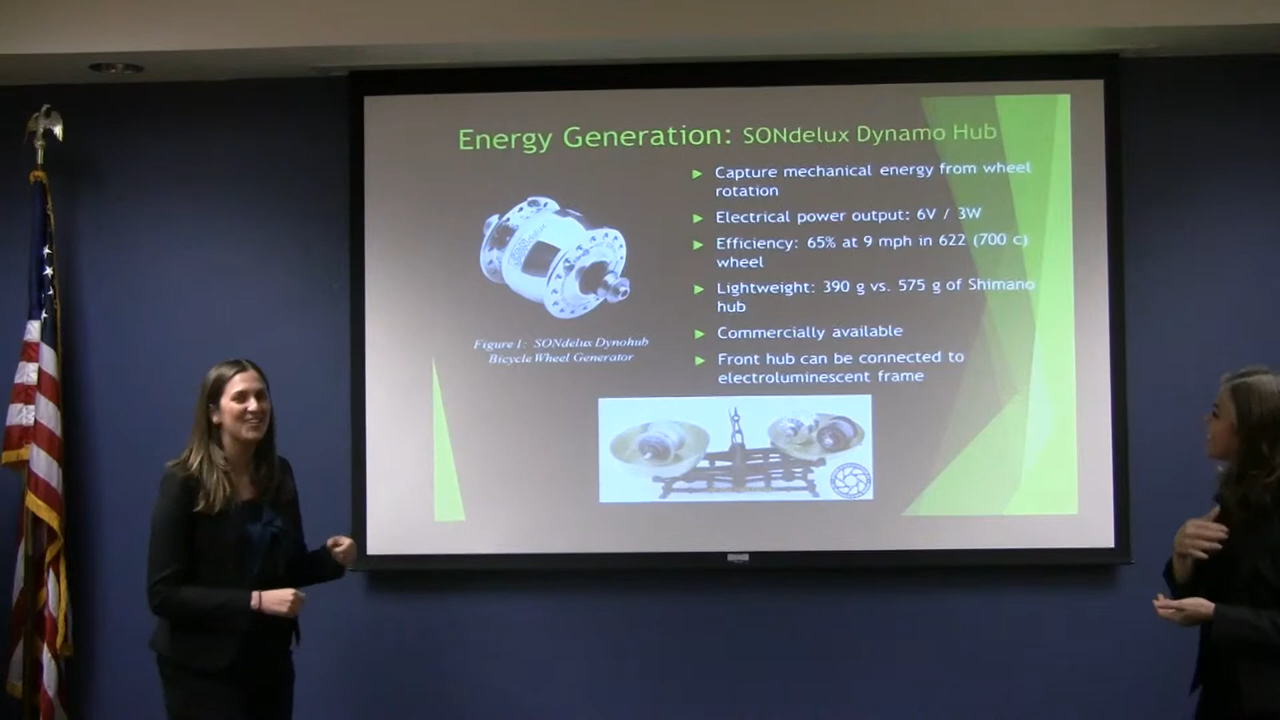 Energy Generation: SONdelux Dynamo Hub
Capture mechanical energy from wheel
rotation
Electrical power output: 6V / 3W
Efficiency: 65% at 9 mph in 622 (700 c)
wheel
Lightweight: 390 g vs. 575 g of Shimano
hub
Commercially available
Front hub can be connected to
electroluminescent frame
Figure 1: SONdelux Dynohub
Bicycle Wheel Generator